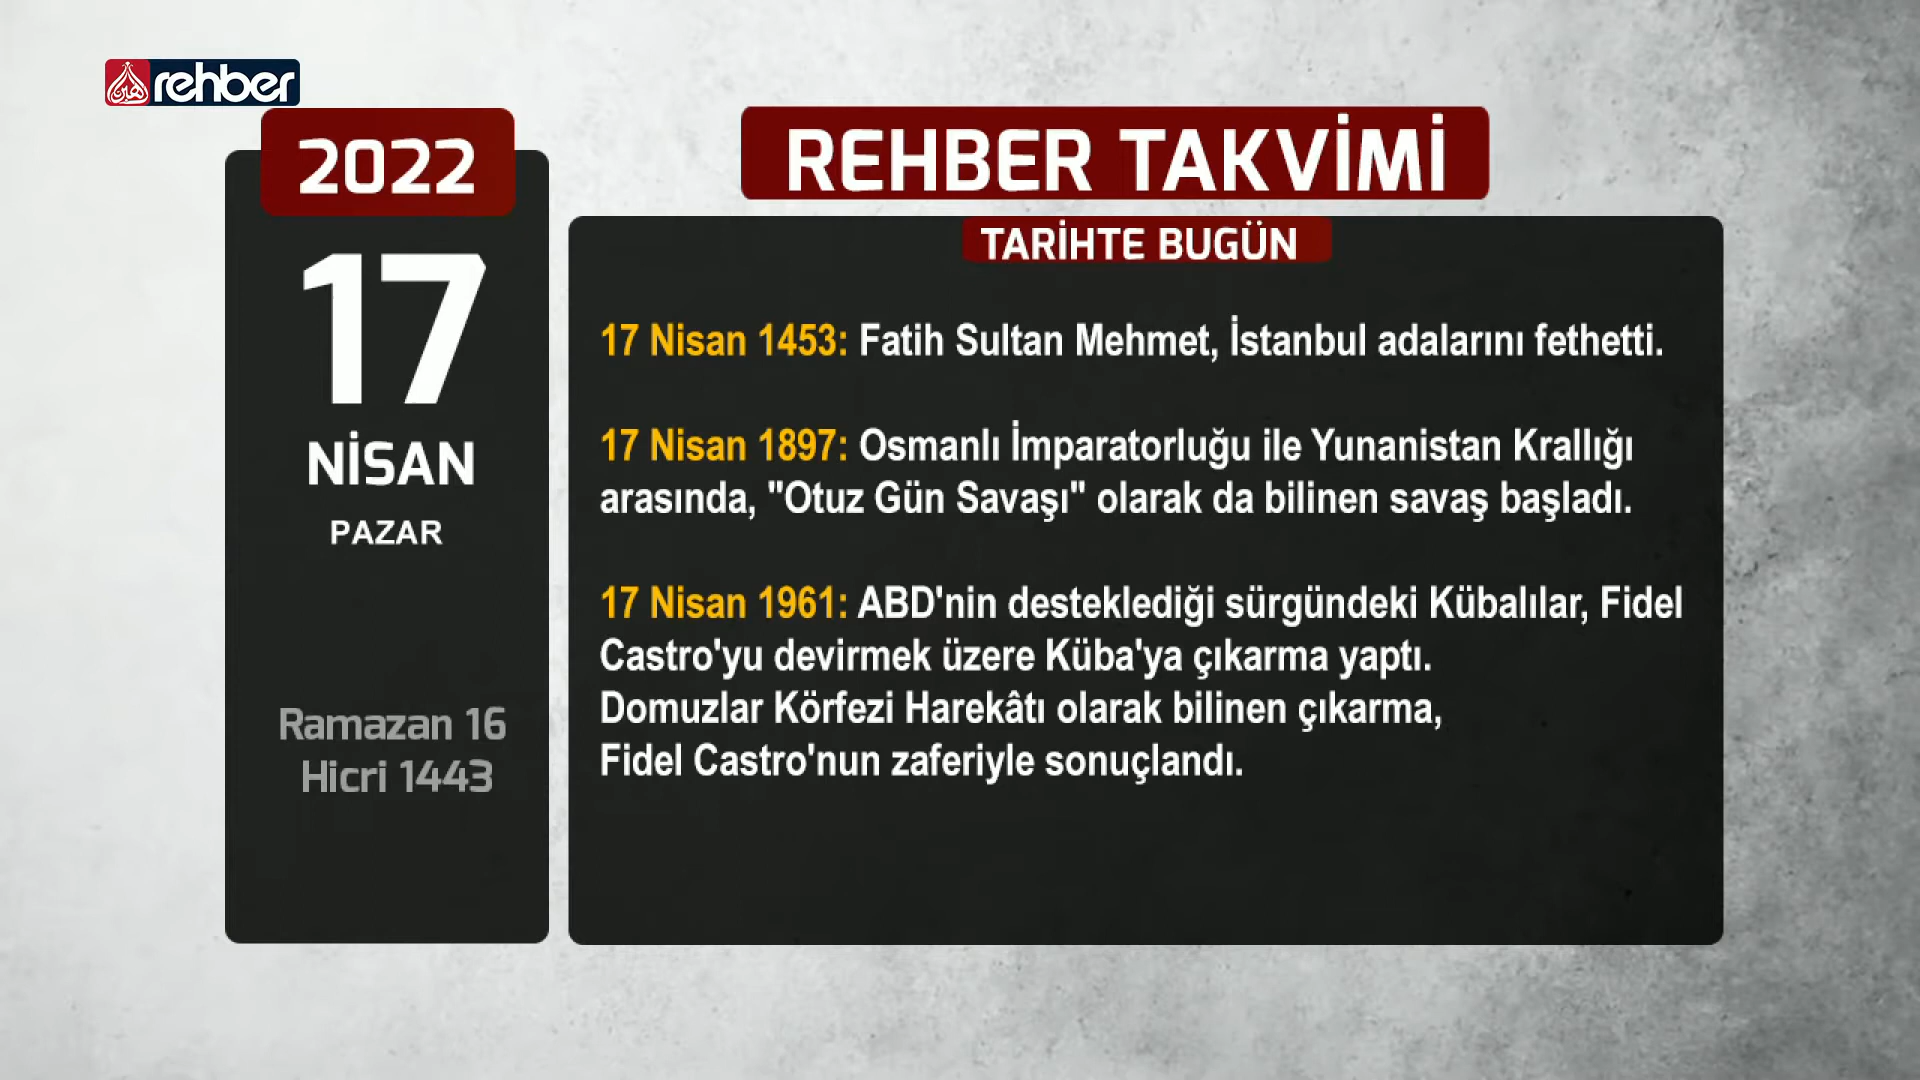 rehber
2022
17
NİSAN
PAZAR
Ramazan 16
Hicri 1443
REHBER TAKVİMİ
TARİHTE BUGÜN
17 Nisan 1453: Fatih Sultan Mehmet, İstanbul adalarını fethetti.
17 Nisan 1897: Osmanlı İmparatorluğu ile Yunanistan Krallığı
arasında, "Otuz Gün Savaşı" olarak da bilinen savaş başladı.
17 Nisan 1961: ABD'nin desteklediği sürgündeki Kübalılar, Fidel
Castro'yu devirmek üzere Küba'ya çıkarma yaptı.
Domuzlar Körfezi Harekâtı olarak bilinen çıkarma,
Fidel Castro'nun zaferiyle sonuçlandı.